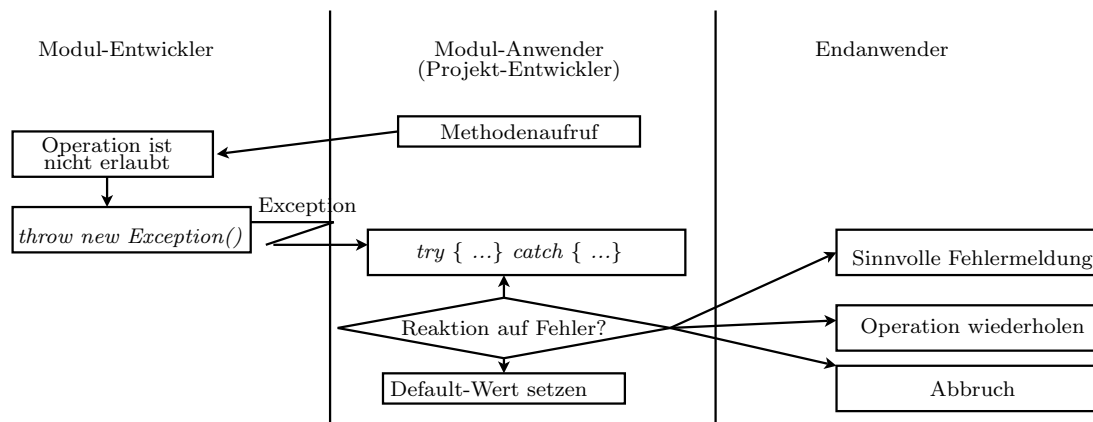 Modul-Entwickler
Modul-Anwender
(Projekt-Entwickler)
Endanwender
Methodenaufruf
Operation ist
nicht erlaubt
Exception
throw new Exception()
try { ...} catch { ...}
Sinnvolle Fehlermeldung
Reaktion auf Fehler?
Operation wiederholen
Default-Wert setzen
Abbruch